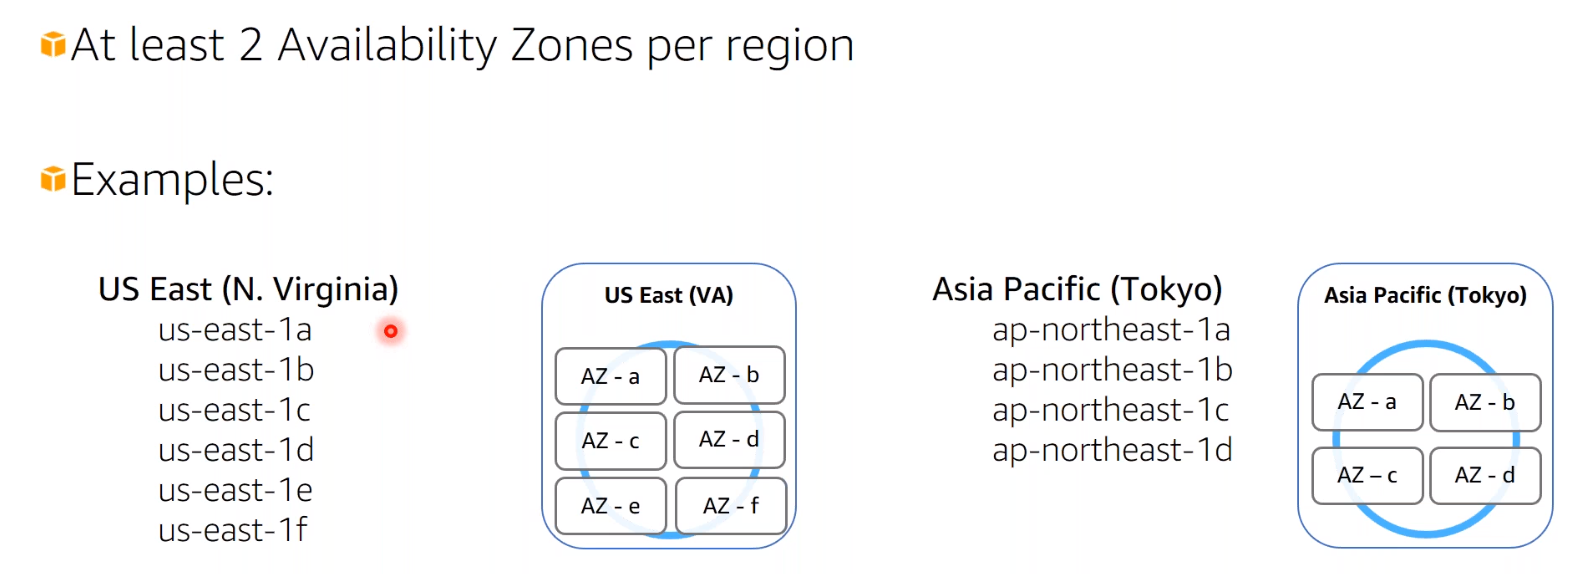 At least 2 Availability Zones per region
Examples:
US East (N. Virginia)
us-east-1a
us-east-1b
us-east-1c
us-east-1d
us-east-1e
us-east-1f
US East (VA)
AZ - a
AZ - b
AZ - c
AZ - d
AZ - e
AZ - f
Asia Pacific (Tokyo)
ap-northeast-1a
ap-northeast-1b
ap-northeast-1c
ap-northeast-1d
Asia Pacific (Tokyo)
AZ - a
AZ - b
AZ – c
AZ - d